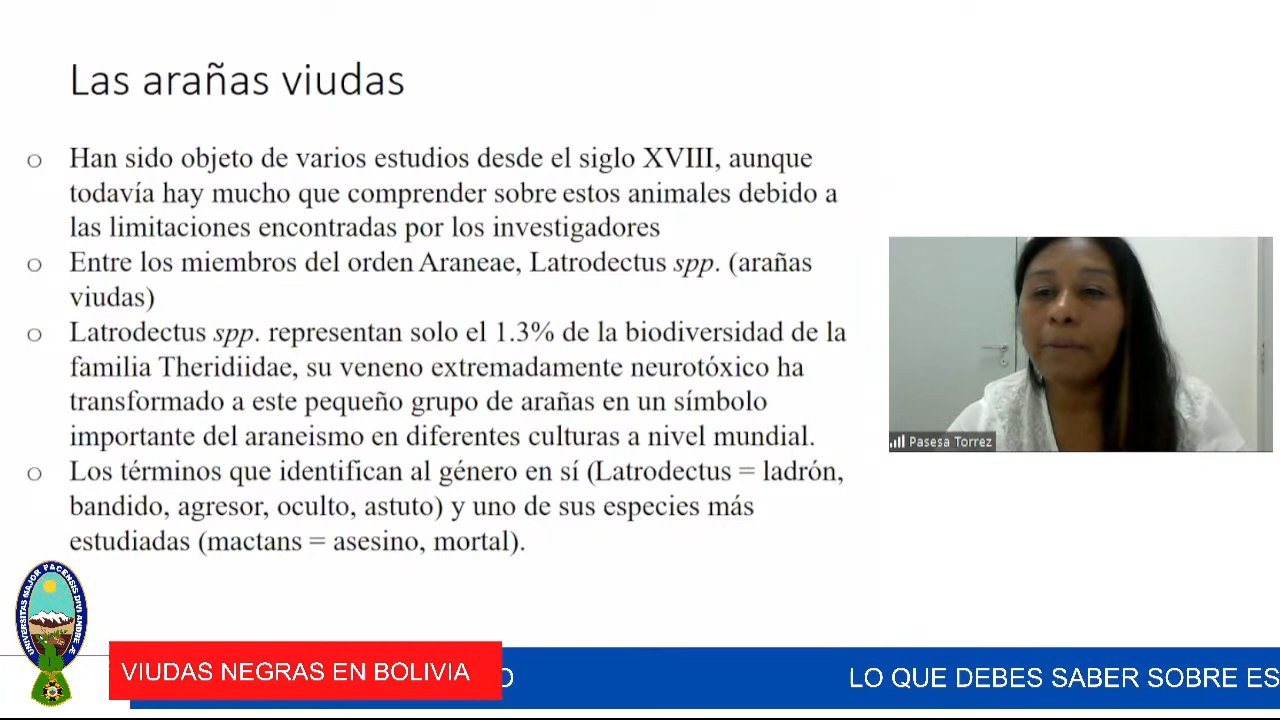 Las arañas viudas
o Han sido objeto de varios estudios desde el siglo XVIII, aunque
todavía hay mucho que comprender sobre estos animales debido a
las limitaciones encontradas por los investigadores
o Entre los miembros del orden Araneae, Latrodectus spp. (arañas
viudas)
o Latrodectus spp. representan solo el 1.3% de la biodiversidad de la
familia Theridiidae, su veneno extremadamente neurotóxico ha
transformado a este pequeño grupo de arañas en un símbolo
importante del araneismo en diferentes culturas a nivel mundial.
o Los términos que identifican al género en sí (Latrodectus = ladrón,
bandido, agresor, oculto, astuto) y uno de sus especies más
estudiadas (mactans = asesino, mortal).
Pasesa Torrez
UNIVERSITAS MAJOR PACENSIS DIVI ANDRE Æ
VIUDAS NEGRAS EN BOLIVIA
O
LO QUE DEBES SABER SOBRE ES